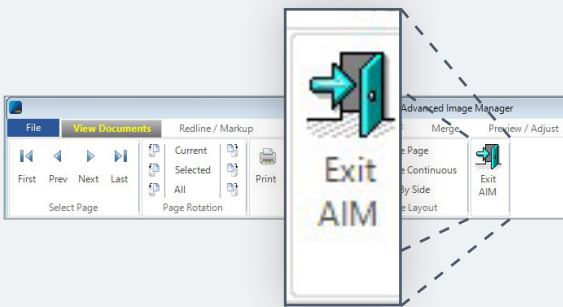 Advanced Image Manager
File View Documents Redline / Markup Merge Preview / Adjust
First Prev Next Last
Current
Selected
All
Print
Page
Continuous
By Side
Exit
AIM
Select Page Page Rotation Layout
Exit
AIM